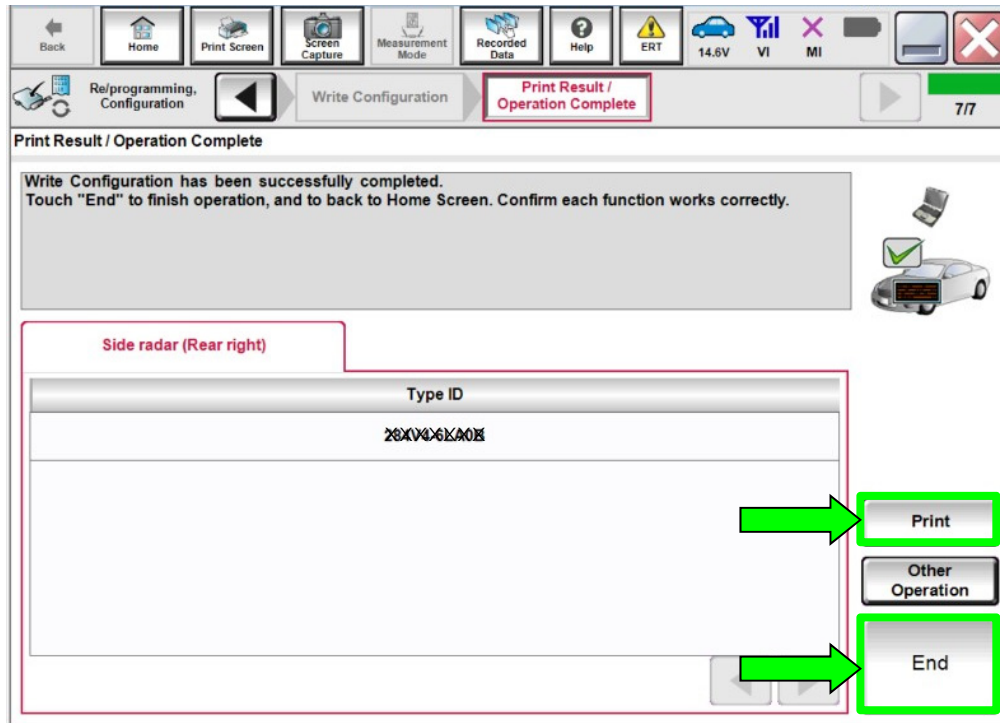 Back
Home
Print Screen
Screen
Capture
Measurement
Mode
Recorded
Data
Help
ERT
14.6V
VI
MI
Re/programming,
Configuration
Write Configuration
Print Result /
Operation Complete
7/7
Print Result / Operation Complete
Write Configuration has been successfully completed.
Touch "End" to finish operation, and to back to Home Screen. Confirm each function works correctly.
Side radar (Rear right)
Type ID
Print
Other
Operation
End